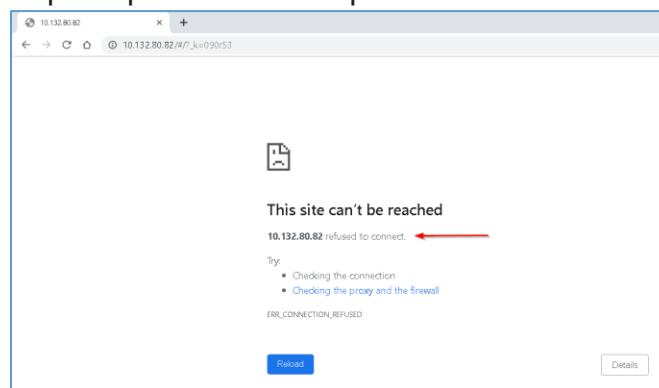 10.132.80.82
10.132.80.82/#/?_k=090r53
This site can't be reached
10.132.80.82 refused to connect.
Try:
Checking the connection
Checking the proxy and the firewall
ERR_CONNECTION_REFUSED
Reload Details